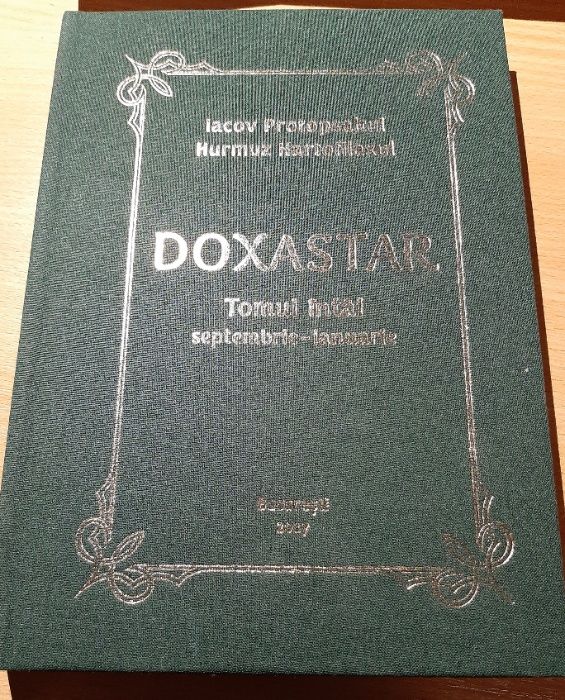 Iacov Protopsaltul
Hurmuz Hartofilaxul
DOXASTAR
Tomul întâi
septembrie–ianuarie
București